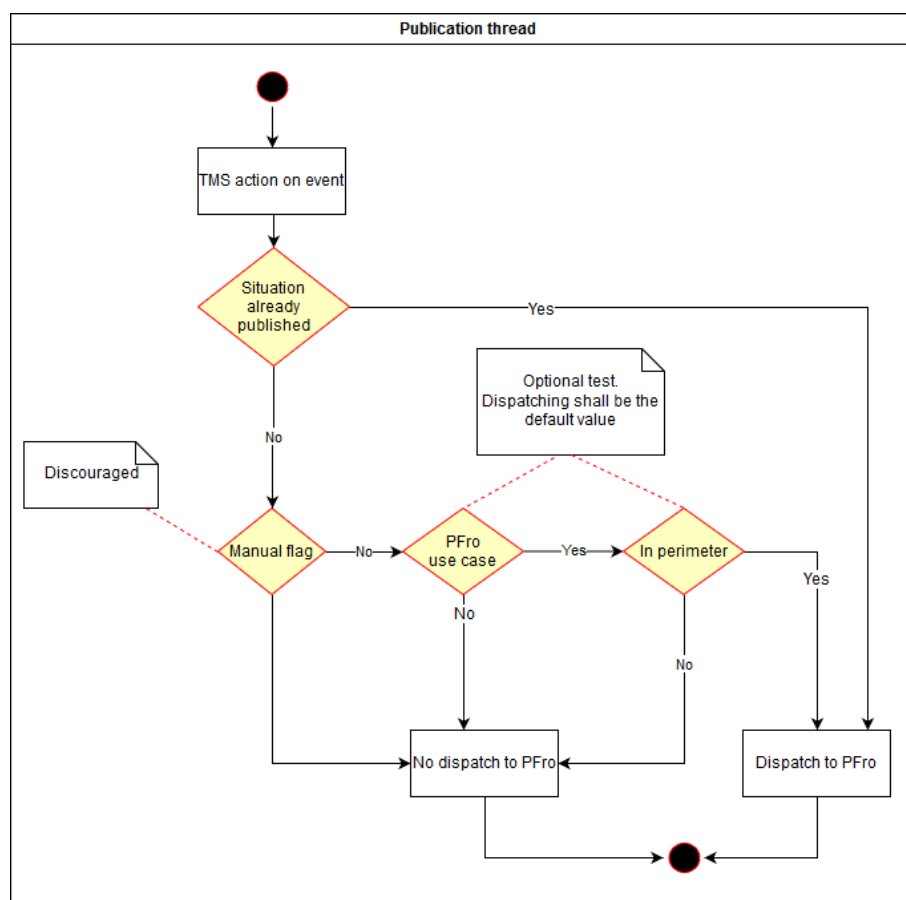 Publication thread
TMS action on event
Situation
already
published
Yes
Optional test.
Dispatching shall be the
default value
No
Discouraged
Manual flag
No
PFro
use case
Yes
In perimeter
Yes
No
No
No dispatch to PFro
Dispatch to PFro